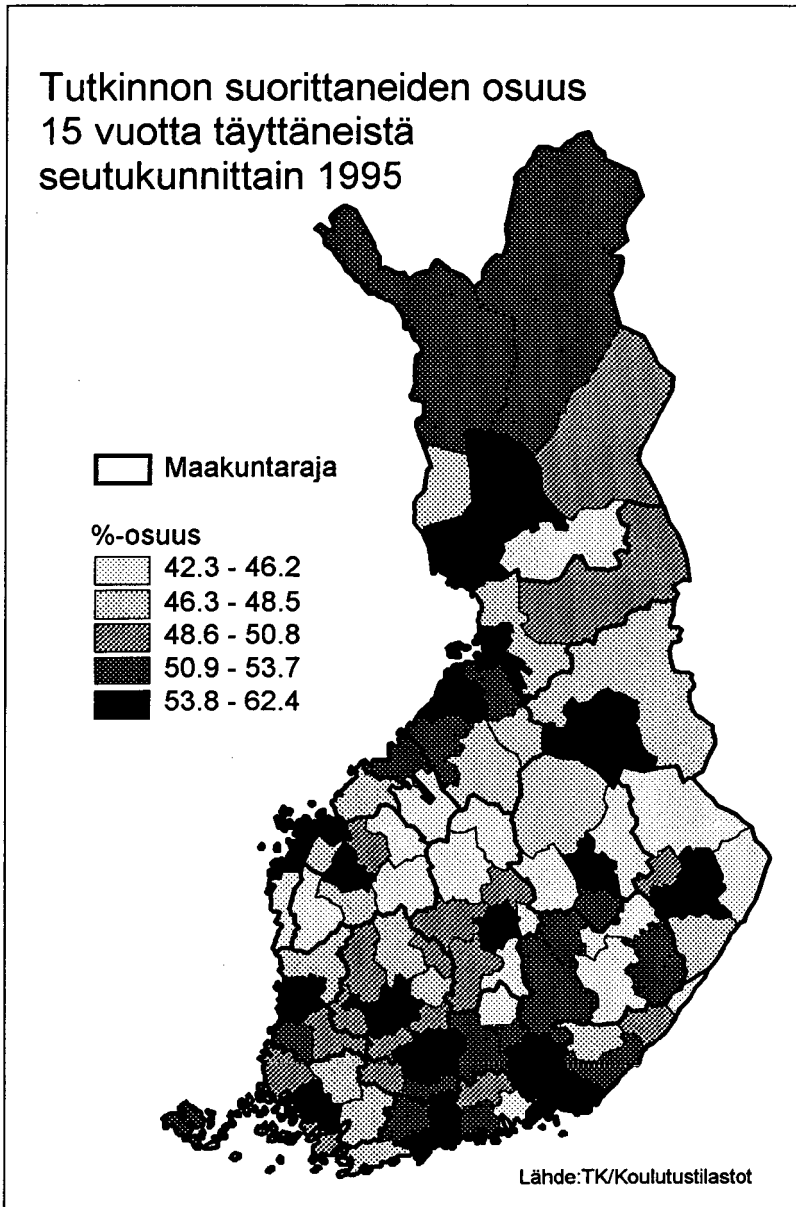 Tutkinnon suorittaneiden osuus
15 vuotta täyttäneistä
seutukunnittain 1995
Maakuntaraja
%-osuus
42.3 - 46.2
46.3 - 48.5
48.6 - 50.8
50.9 - 53.7
53.8 - 62.4
Lähde:TK/Koulutustilastot